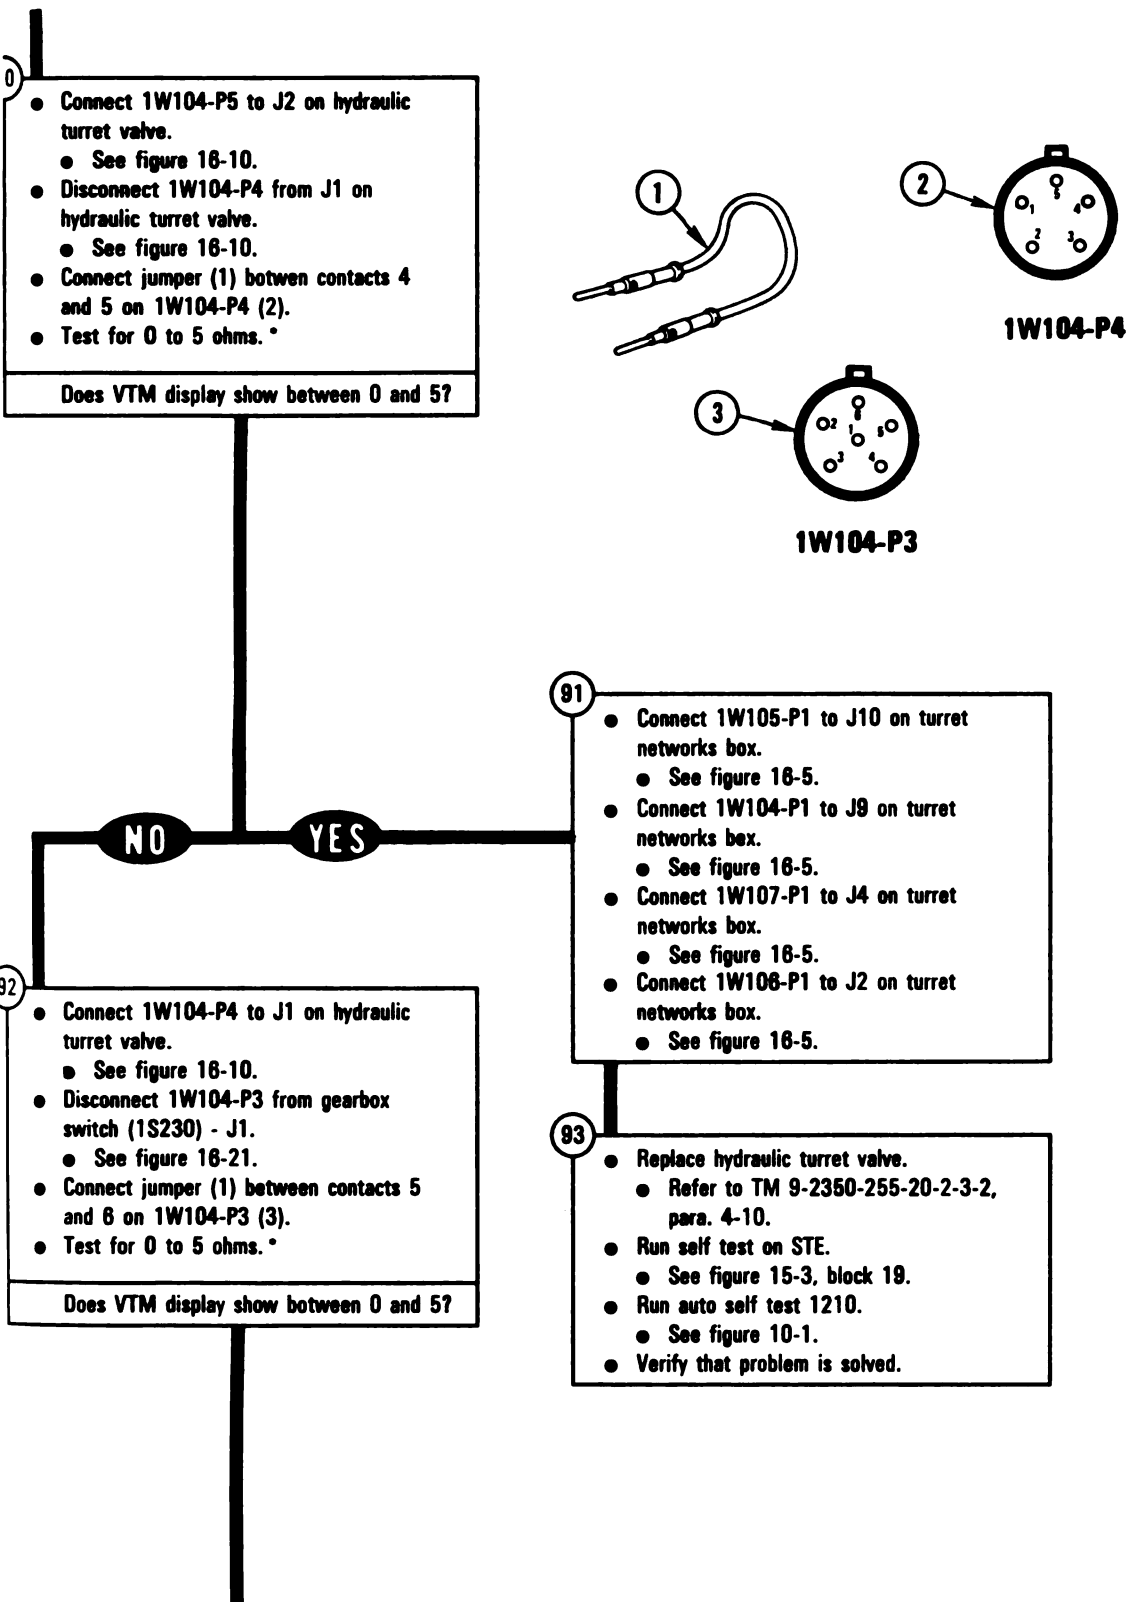 0
● Connect 1W104-P5 to J2 on hydraulic
turret valve.
● See figure 16-10.
● Disconnect 1W104-P4 from J1 on
hydraulic turret valve.
● See figure 16-10.
● Connect jumper (1) botwen contacts 4
and 5 on 1W104-P4 (2).
● Test for 0 to 5 ohms. *
Does VTM display show between 0 and 5?
1
2
5
1
4
2
3
1W104-P4
3
6
2
1
5
3
4
1W104-P3
NO
YES
91
● Connect 1W105-P1 to J10 on turret
networks box.
● See figure 16-5.
● Connect 1W104-P1 to J9 on turret
networks box.
● See figure 16-5.
● Connect 1W107-P1 to J4 on turret
networks box.
● See figure 16-5.
● Connect 1W106-P1 to J2 on turret
networks box.
● See figure 16-5.
92
● Connect 1W104-P4 to J1 on hydraulic
turret valve.
● See figure 16-10.
● Disconnect 1W104-P3 from gearbox
switch (1S230) - J1.
● See figure 16-21.
● Connect jumper (1) between contacts 5
and 6 on 1W104-P3 (3).
● Test for 0 to 5 ohms. *
Does VTM display show between 0 and 5?
93
● Replace hydraulic turret valve.
● Refer to TM 9-2350-255-20-2-3-2,
para. 4-10.
● Run self test on STE.
● See figure 15-3, block 19.
● Run auto self test 1210.
● See figure 10-1.
● Verify that problem is solved.